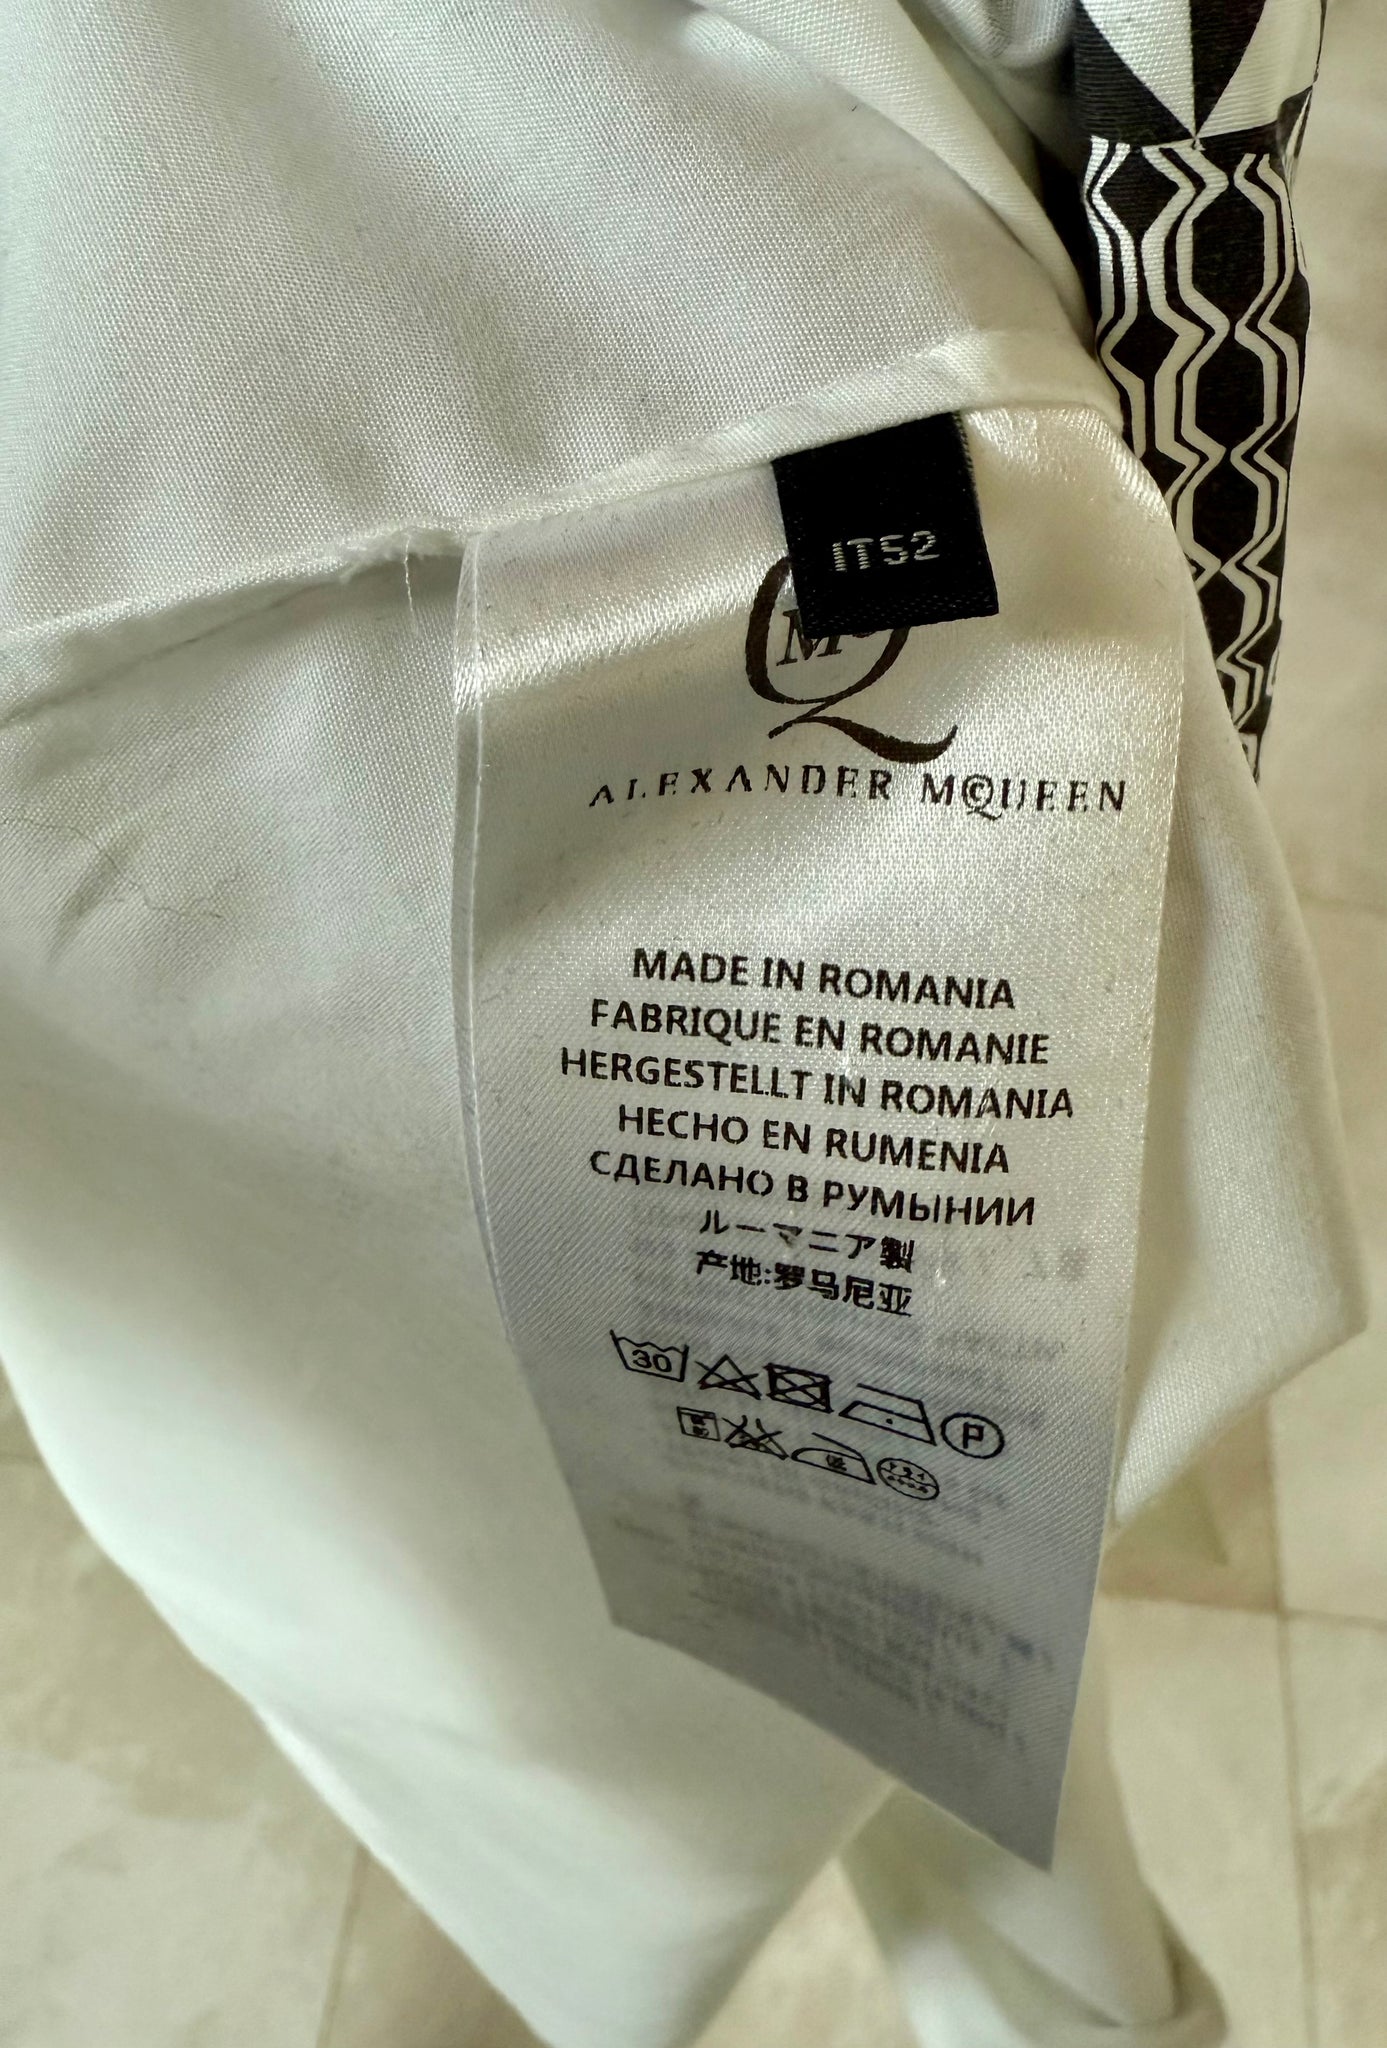 IT52
MQ
ALEXANDER MCQUEEN
MADE IN ROMANIA
FABRIQUE EN ROMANIE
HERGESTELLT IN ROMANIA
HECHO EN RUMENIA
СДЕЛАНО В РУМЫНИИ
ルーマニア製
产地:罗马尼亚
30 P